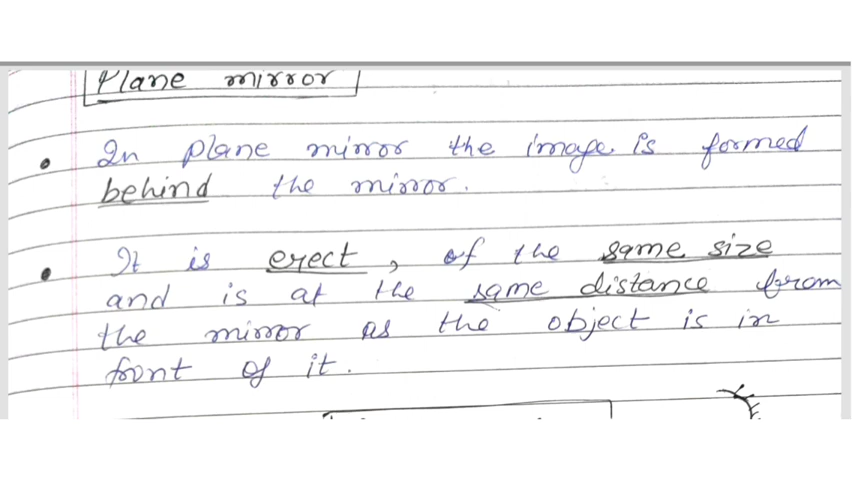 Plane mirror
In plane mirror the image is formed
behind the mirror.
It is erect, of the same size
and is at the same distance from
the mirror as the object is in
front of it.